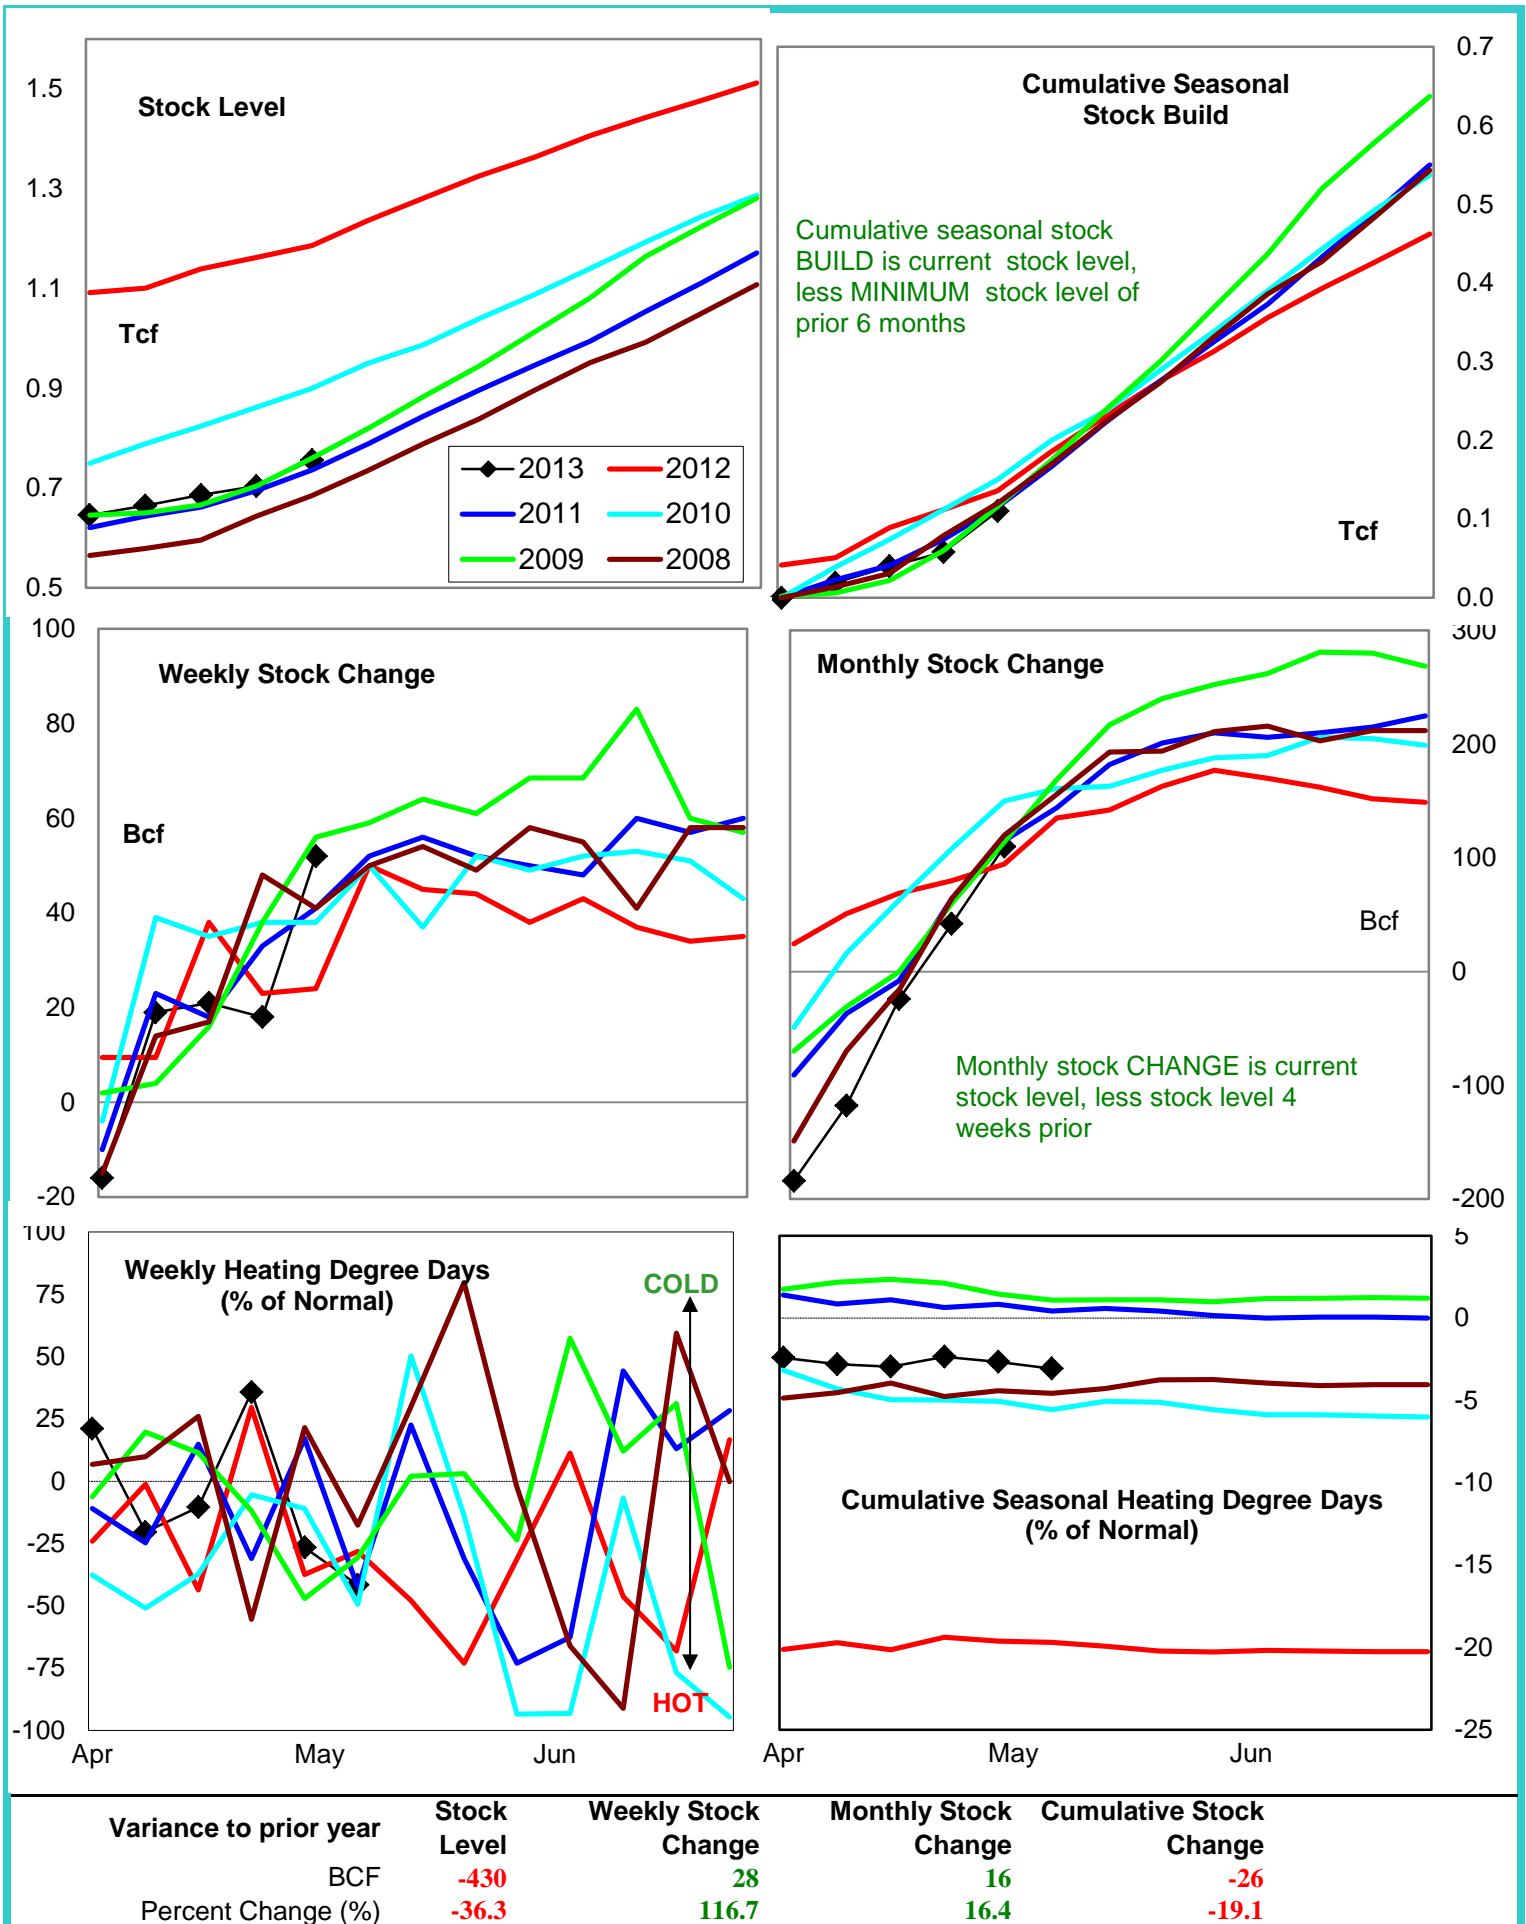 Stock Level
1.5
1.3
1.1
0.9
0.7
0.5
Tcf
2013 2012
2011 2010
2009 2008
Cumulative Seasonal
Stock Build
0.7
0.6
0.5
0.4
0.3
0.2
0.1
0.0
Cumulative seasonal stock
BUILD is current stock level,
less MINIMUM stock level of
prior 6 months
Tcf
Weekly Stock Change
100
80
60
40
20
0
-20
Bcf
Monthly Stock Change
300
200
100
0
-100
-200
Bcf
Monthly stock CHANGE is current
stock level, less stock level 4
weeks prior
Weekly Heating Degree Days
(% of Normal)
100
75
50
25
0
-25
-50
-75
-100
COLD
HOT
Apr May Jun
5
0
-5
-10
-15
-20
-25
Cumulative Seasonal Heating Degree Days
(% of Normal)
Apr May Jun
Variance to prior year Stock Level Weekly Stock Change Monthly Stock Change Cumulative Stock Change
BCF -430 28 16 -26
Percent Change (%) -36.3 116.7 16.4 -19.1